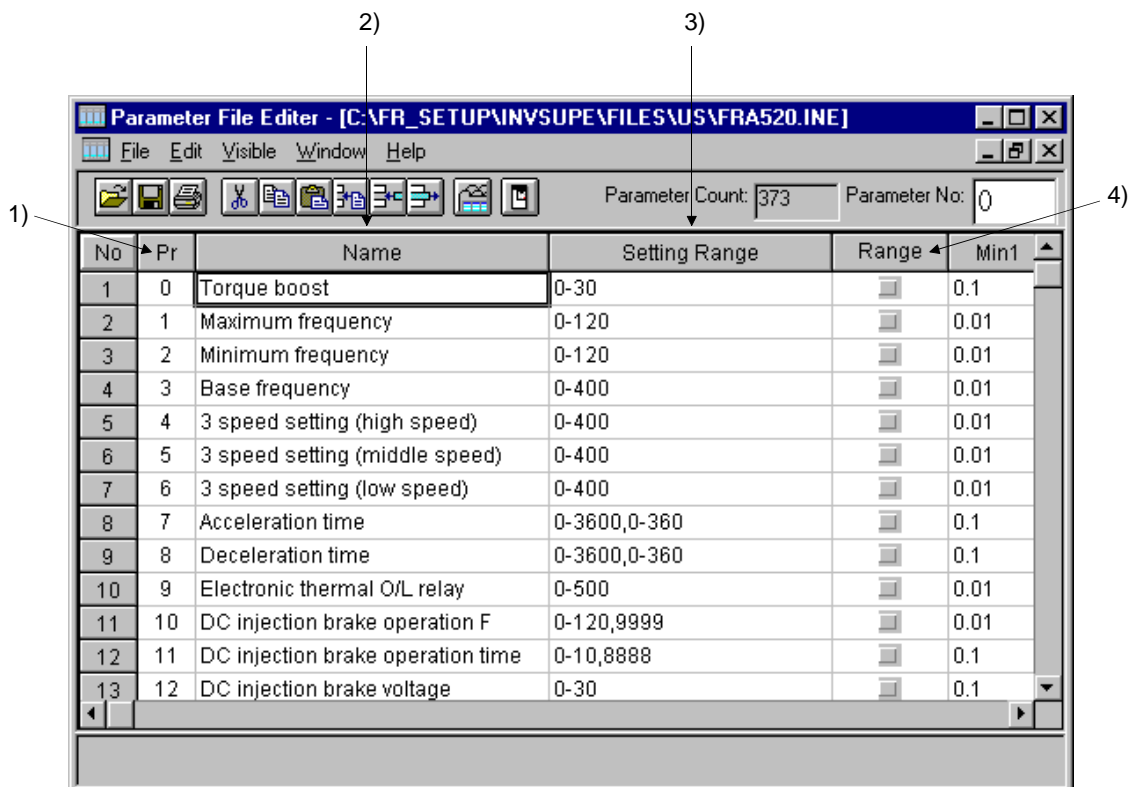 2) 3)
Parameter File Editer - [C:\FR_SETUP\INVSUPE\FILES\US\FRA520.INE]
File Edit Visible Window Help
Parameter Count: 373 Parameter No: 0
1) 4)
No Pr Name Setting Range Range Min1
1 0 Torque boost 0-30 0.1
2 1 Maximum frequency 0-120 0.01
3 2 Minimum frequency 0-120 0.01
4 3 Base frequency 0-400 0.01
5 4 3 speed setting (high speed) 0-400 0.01
6 5 3 speed setting (middle speed) 0-400 0.01
7 6 3 speed setting (low speed) 0-400 0.01
8 7 Acceleration time 0-3600,0-360 0.1
9 8 Deceleration time 0-3600,0-360 0.1
10 9 Electronic thermal O/L relay 0-500 0.01
11 10 DC injection brake operation F 0-120,9999 0.01
12 11 DC injection brake operation time 0-10,8888 0.1
13 12 DC injection brake voltage 0-30 0.1